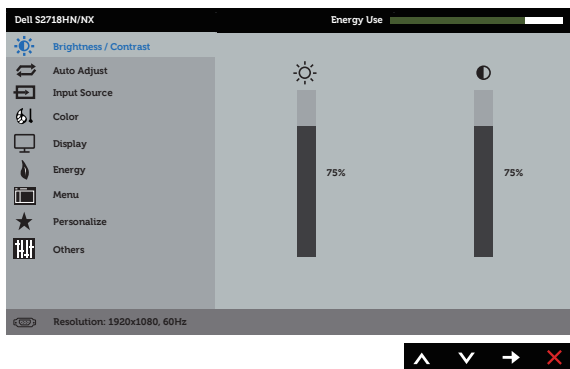 Dell S2718HN/NX
Energy Use
Brightness / Contrast
Auto Adjust
Input Source
Color
Display
Energy
Menu
Personalize
Others
75%
75%
Resolution: 1920x1080, 60Hz